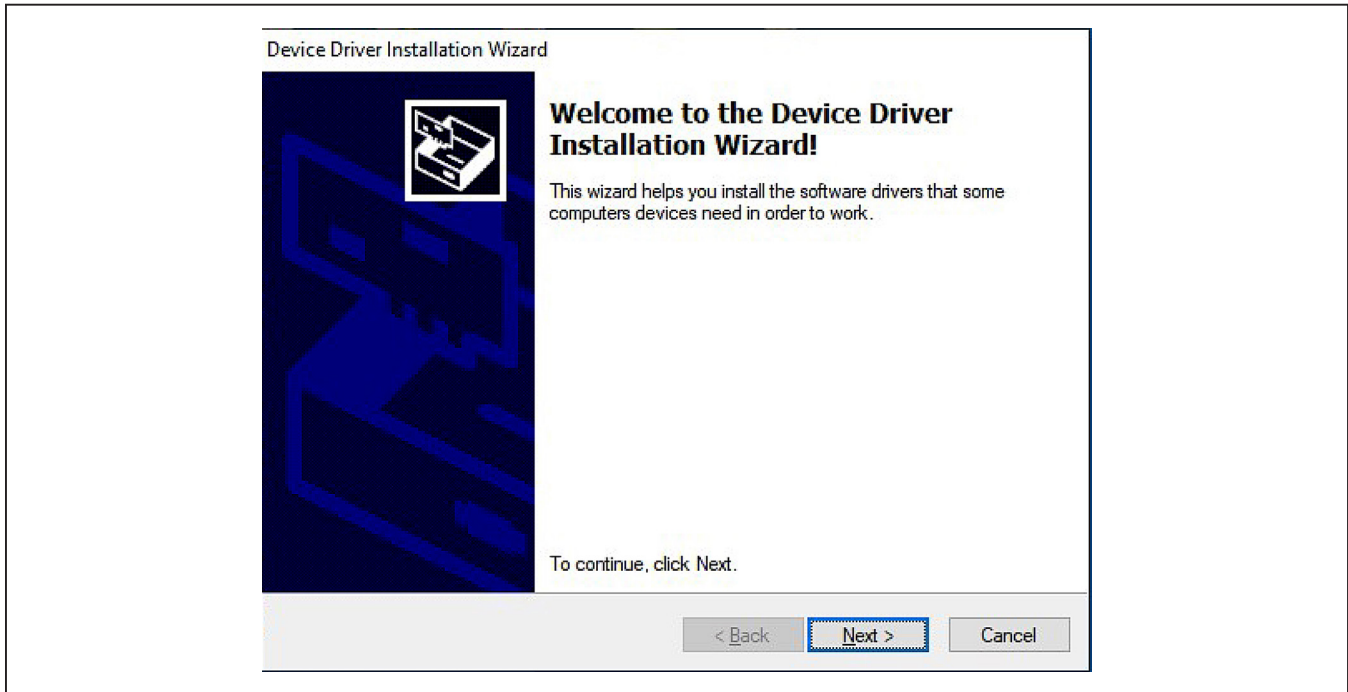 Device Driver Installation Wizard
Welcome to the Device Driver
Installation Wizard!
This wizard helps you install the software drivers that some
computers devices need in order to work.
To continue, click Next.
< Back
Next >
Cancel